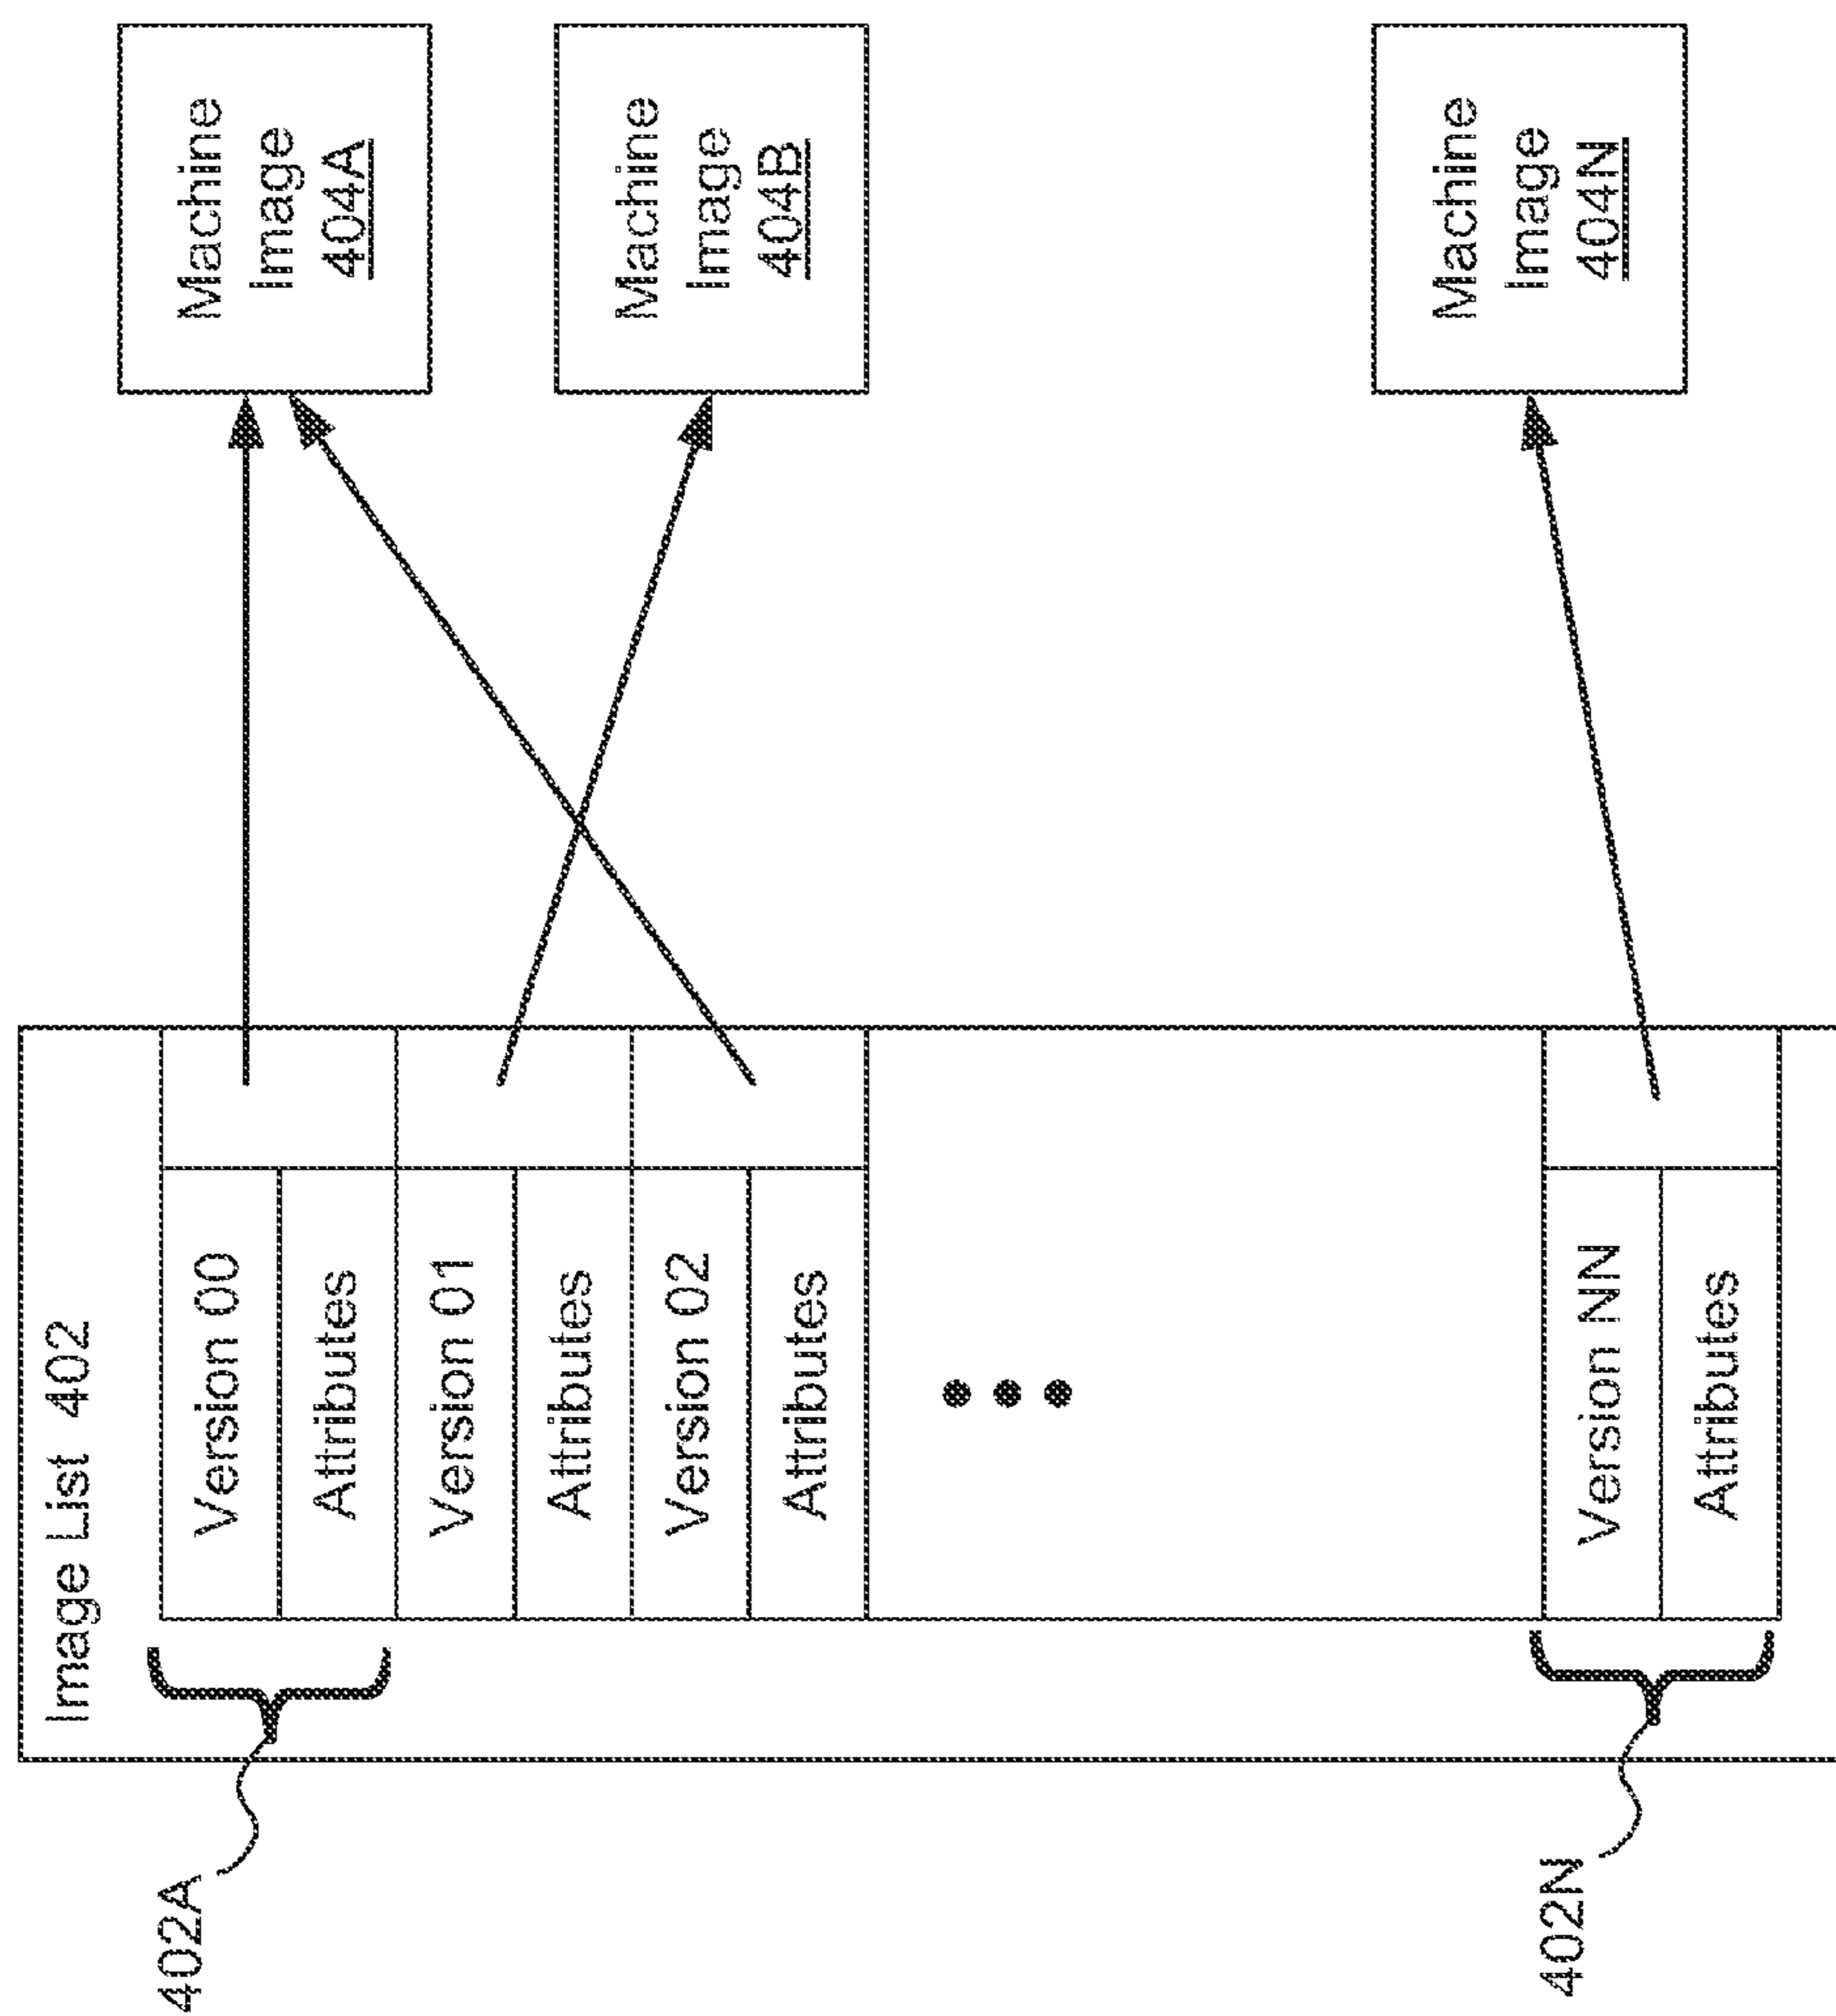 Image List 402
402A
Version 00
Attributes
Version 01
Attributes
Version 02
Attributes
402N
Version NN
Attributes
Machine
Image
404A
Machine
Image
404B
Machine
Image
404N